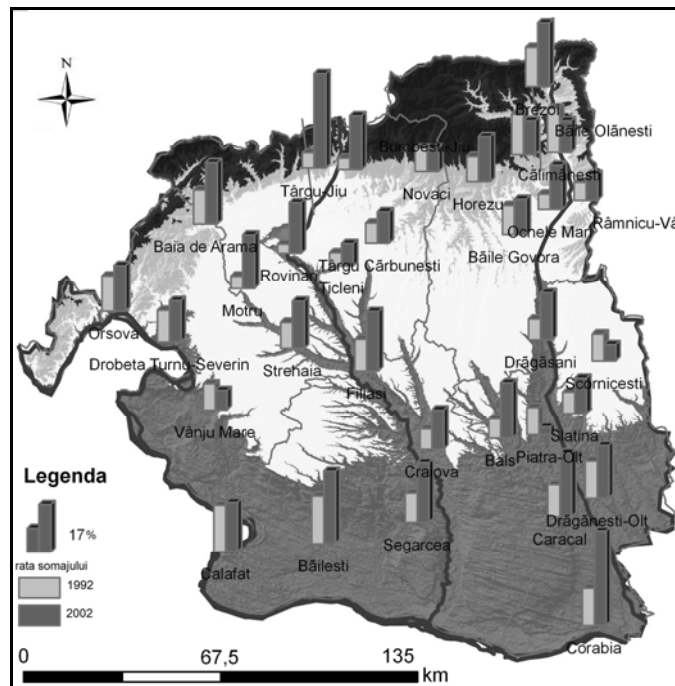 N
Brezoi
Băile Olănesti
Bumbesti-Jiu
Călimănesti
Târgu-Jiu
Novaci
Horezu
Râmnicu-Vâ
Ocnele Mari
Baia de Arama
Băile Govora
Târgu Cărbunesti
Rovinari
Ticleni
Motru
Orsova
Drobeta Turnu-Severin
Strehaia
Drăgăsani
Scornicesti
Filiasi
Vânju Mare
Slatina
Piatra-Olt
Bals
Craiova
Legenda
17%
Drăgănesti-Olt
Caracal
Segarcea
Băilesti
Calafat
rata somajului
1992
2002
Corabia
0 67,5 135
km